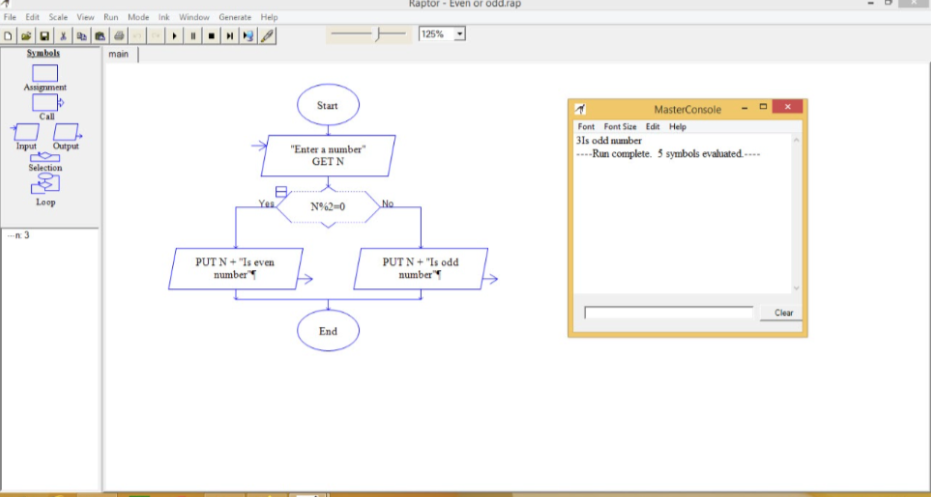 Raptor - Even or odd.rap
File Edit Scale View Run Mode Ink Window Generate Help
125%
Symbols
main
Assignment
Call
Input Output
Selection
Loop
n: 3
Start
"Enter a number"
GET N
Yes
N%2=0
No
PUT N + "Is even
number"¶
PUT N + "Is odd
number"¶
End
MasterConsole
Font Font Size Edit Help
3Is odd number
----Run complete.  5 symbols evaluated.----
Clear